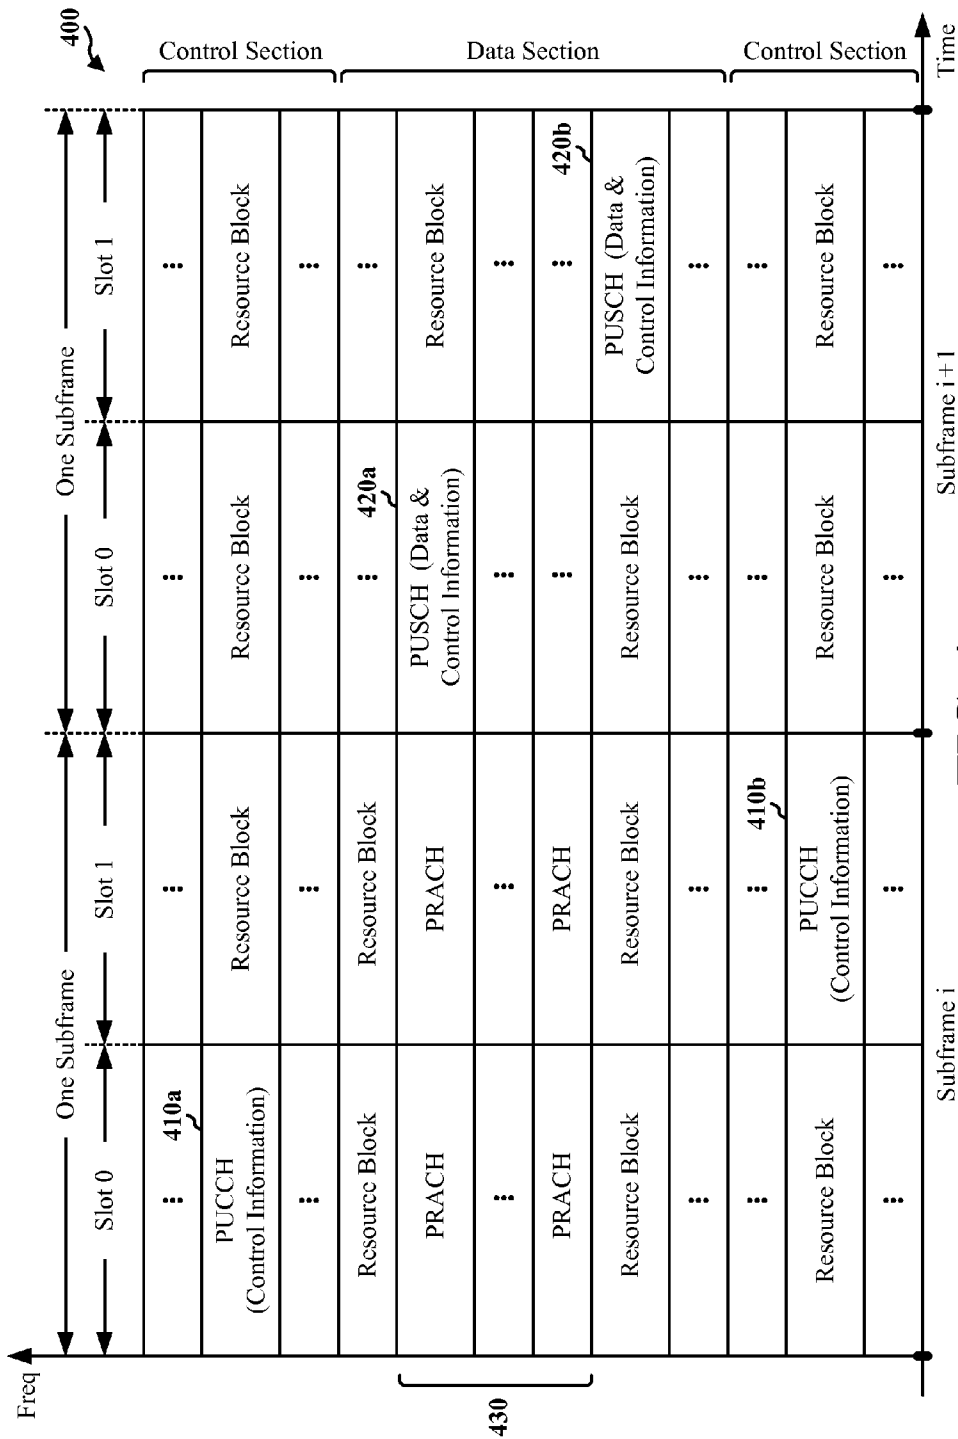 400
Freq
One Subframe
One Subframe
Slot 0
Slot 1
Slot 0
Slot 1
410a
Control Section
PUCCH
(Control Information)
Resource Block
Resource Block
Resource Block
Resource Block
Resource Block
420a
Data Section
PRACH
PRACH
PUSCH (Data &
Control Information)
Resource Block
430
PRACH
PRACH
420b
Resource Block
Resource Block
Resource Block
PUSCH (Data &
Control Information)
410b
Control Section
Resource Block
PUCCH
(Control Information)
Resource Block
Resource Block
Subframe i
Subframe i+1
Time